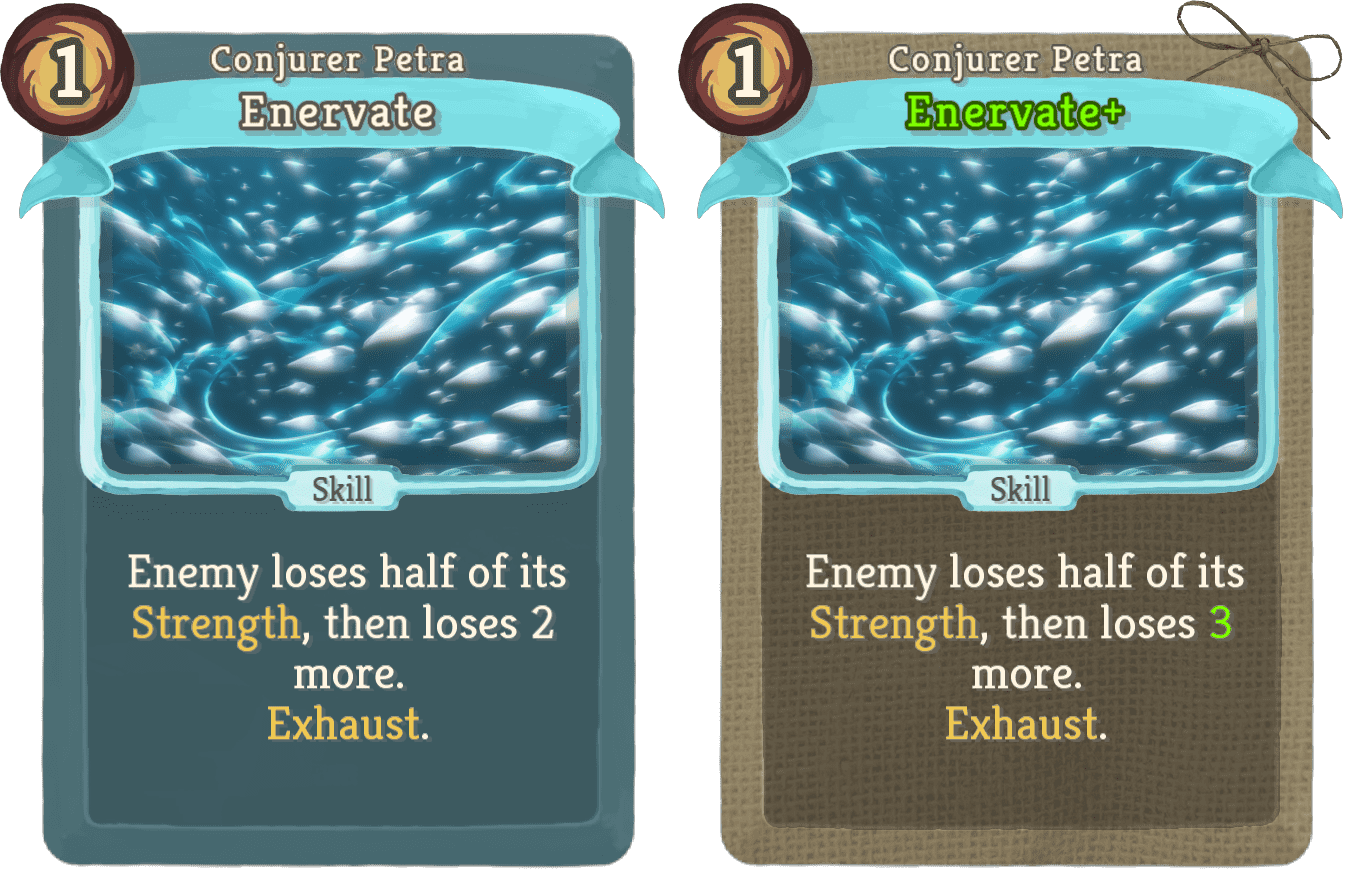 1
Conjurer Petra
Enervate
Skill
Enemy loses half of its
Strength, then loses 2
more.
Exhaust.
1
Conjurer Petra
Enervate+
Skill
Enemy loses half of its
Strength, then loses 3
more.
Exhaust.